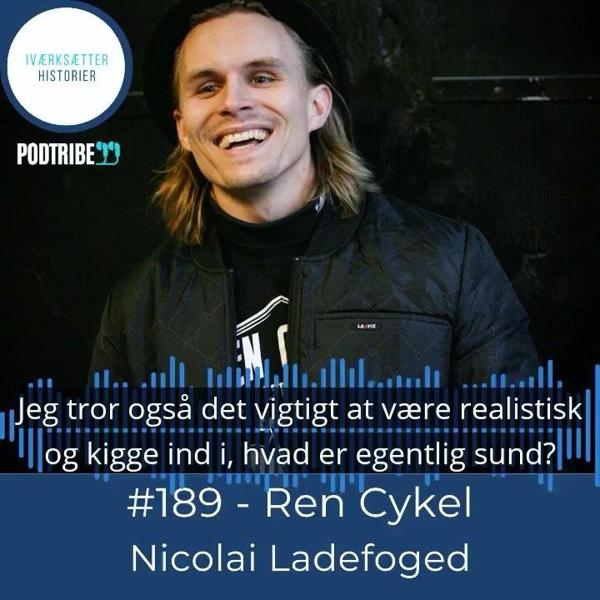 IVÆRKSÆTTER
HISTORIER
PODTRIBE
Jeg tror også det vigtigt at være realistisk
og kigge ind i, hvad er egentlig sund?
#189 - Ren Cykel
Nicolai Ladefoged